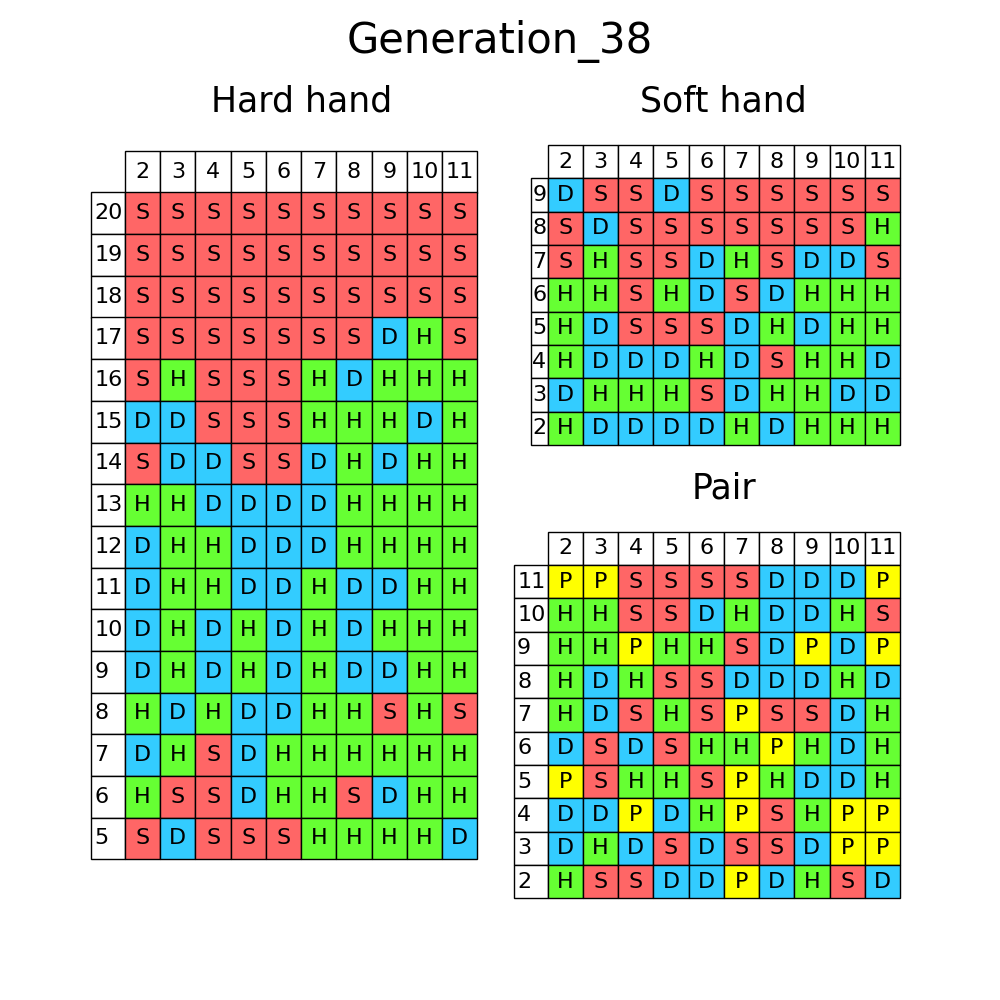 Generation_38
Hard hand
2 3 4 5 6 7 8 9 10 11
20 S S S S S S S S S S
19 S S S S S S S S S S
18 S S S S S S S S S S
17 S S S S S S S D H S
16 S H S S S H D H H H
15 D D S S S H H H D H
14 S D D S S D H D H H
13 H H D D D D H H H H
12 D H H D D D H H H H
11 D H H D D H D D H H
10 D H D H D H D H H H
9 D H D H D H D D H H
8 H D H D D H H S H S
7 D H S D H H H H H H
6 H S S D H H S D H H
5 S D S S S H H H H D
Soft hand
2 3 4 5 6 7 8 9 10 11
9 D S S D S S S S S S
8 S D S S S S S S S H
7 S H S S D H S D D S
6 H H S H D S D H H H
5 H D S S S D H D H H
4 H D D D H D S H H D
3 D H H H S D H H D D
2 H D D D D H D H H H
Pair
2 3 4 5 6 7 8 9 10 11
11 P P S S S S D D D P
10 H H S S D H D D H S
9 H H P H H S D P D P
8 H D H S S D D D H D
7 H D S H S P S S D H
6 D S D S H H P H D H
5 P S H H S P H D D H
4 D D P D H P S H P P
3 D H D S D S S D P P
2 H S S D D P D H S D